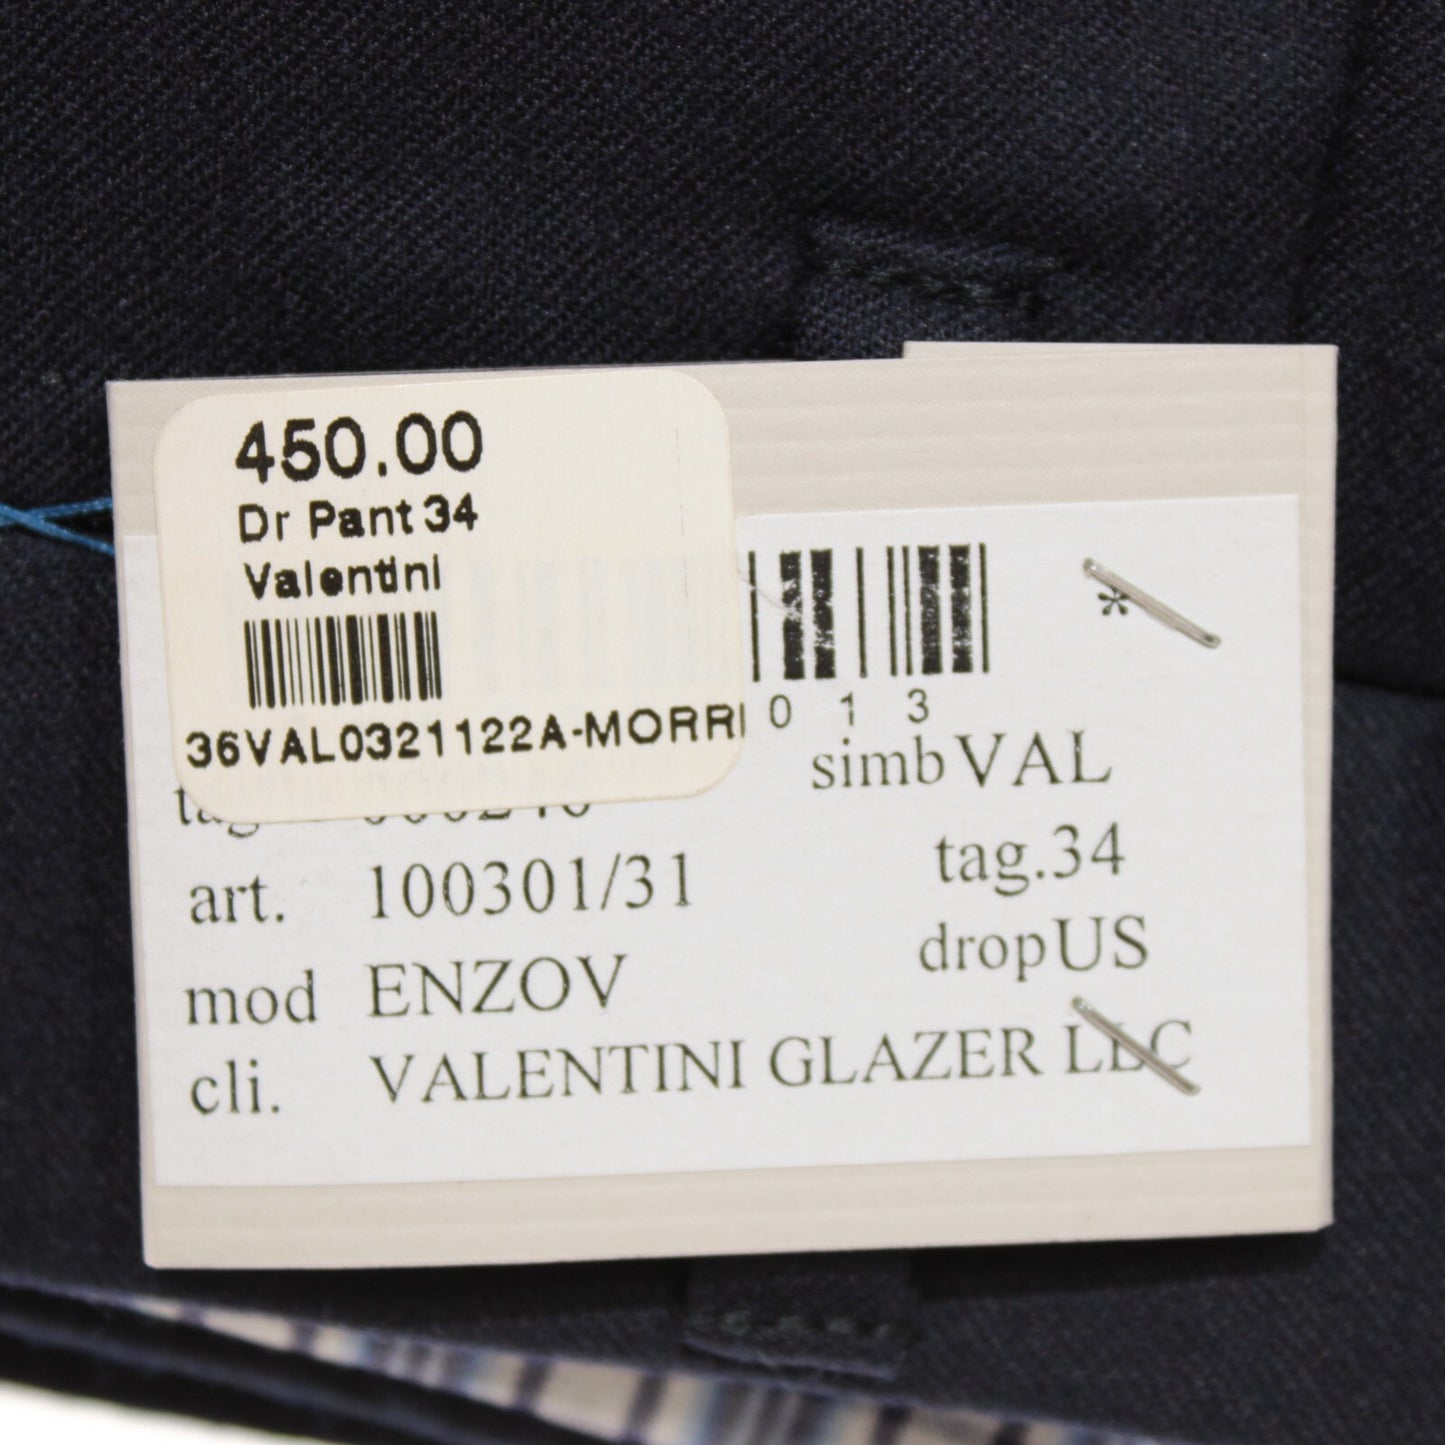 450.00
Dr Pant 34
Valentini
36VAL0321122A-MORRI
0 1 3
*
simb VAL
tag.34
art. 100301/31
drop US
mod ENZOV
cli. VALENTINI GLAZER LLC